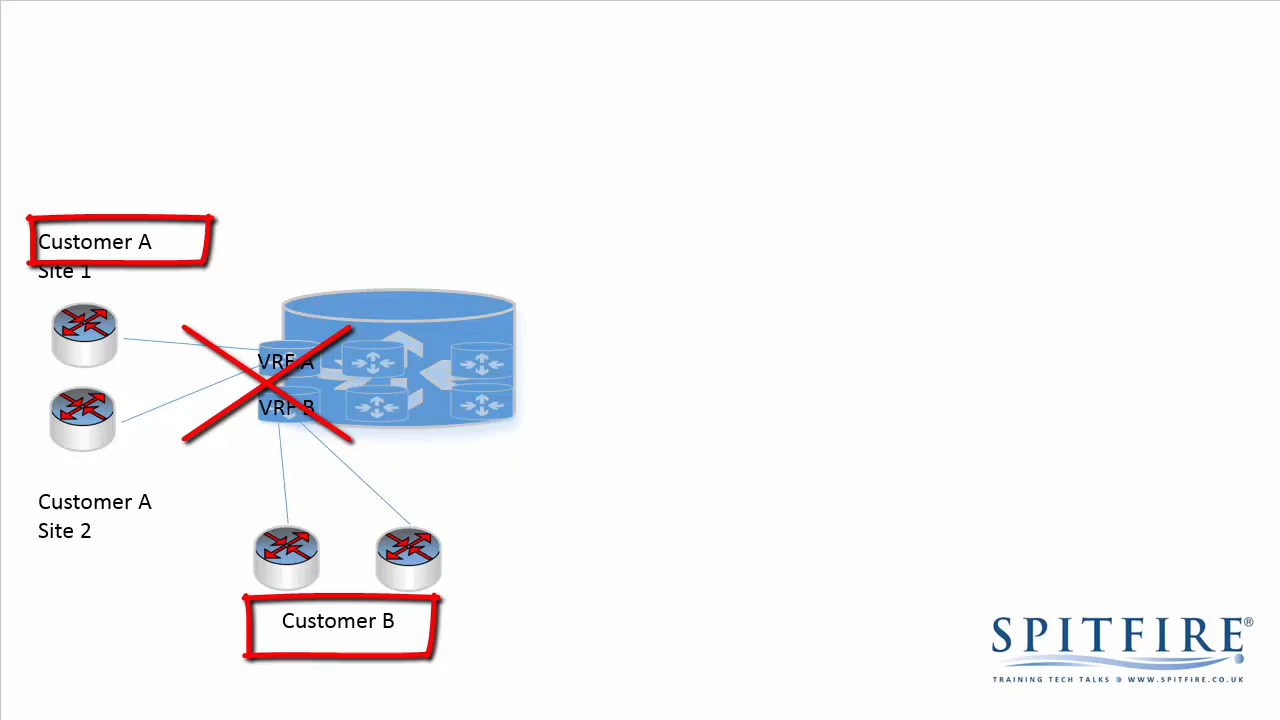 Customer A
Site 1
VRF A
VRF B
Customer A
Site 2
Customer B
SPITFIRE®
TRAINING TECH TALKS WWW.SPITFIRE.CO.UK